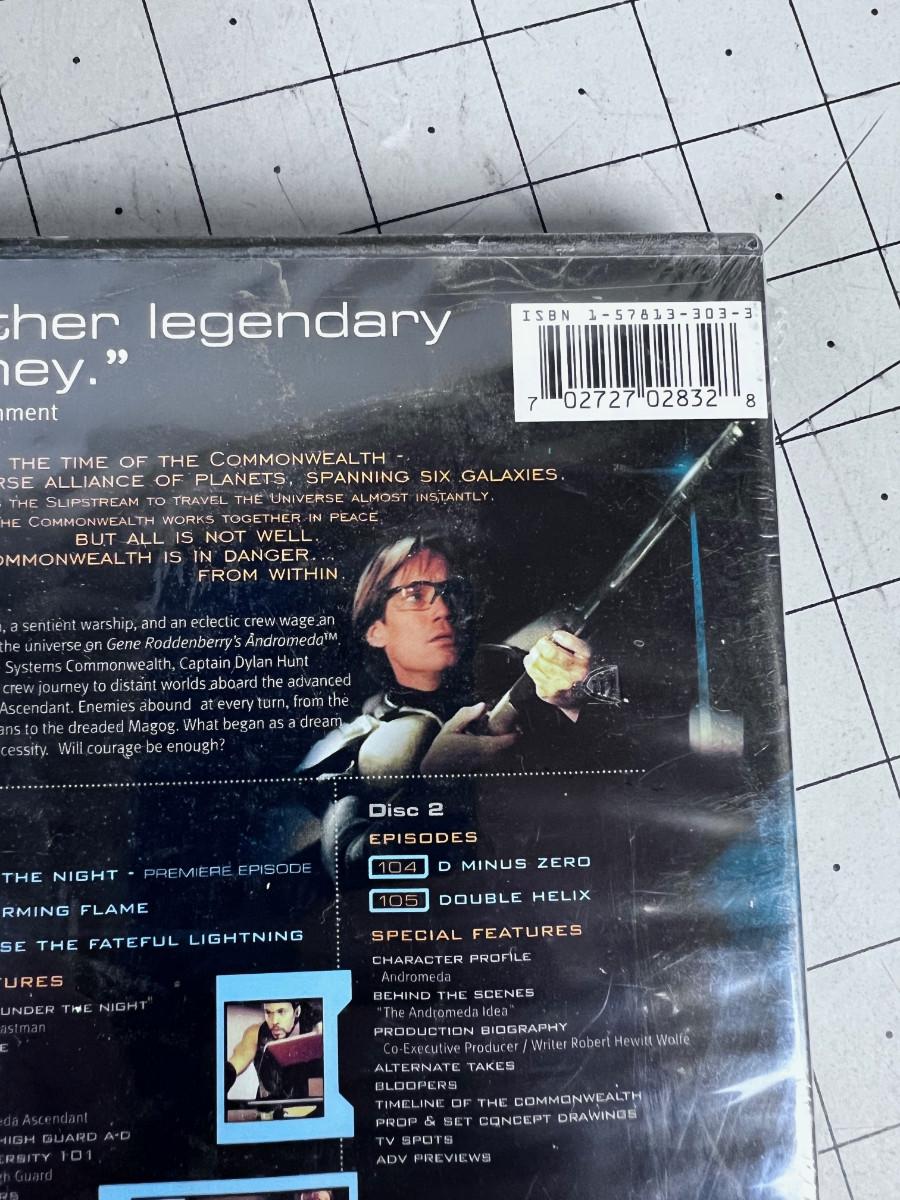 ther legendary
ney.”
nment
ISBN 1-57813-303-3
7 02727 02832 8
THE TIME OF THE COMMONWEALTH -
RSE ALLIANCE OF PLANETS, SPANNING SIX GALAXIES.
THE SLIPSTREAM TO TRAVEL THE UNIVERSE ALMOST INSTANTLY.
HE COMMONWEALTH WORKS TOGETHER IN PEACE
BUT ALL IS NOT WELL.
OMMONWEALTH IS IN DANGER...
FROM WITHIN.
, a sentient warship, and an eclectic crew wage an
the universe on Gene Roddenberry's Andromeda™
Systems Commonwealth, Captain Dylan Hunt
crew journey to distant worlds aboard the advanced
Ascendant. Enemies abound at every turn, from the
ans to the dreaded Magog. What began as a dream
cessity. Will courage be enough?
THE NIGHT - PREMIERE EPISODE
RMING FLAME
SE THE FATEFUL LIGHTNING
TURES
UNDER THE NIGHT"
astman
E
eda Ascendant
HIGH GUARD A-D
ERSITY 101
gh Guard
RS
Disc 2
EPISODES
104 D MINUS ZERO
105 DOUBLE HELIX
SPECIAL FEATURES
CHARACTER PROFILE
Andromeda
BEHIND THE SCENES
"The Andromeda Idea"
PRODUCTION BIOGRAPHY
Co-Executive Producer / Writer Robert Hewitt Wolfe
ALTERNATE TAKES
BLOOPERS
TIMELINE OF THE COMMONWEALTH
PROP & SET CONCEPT DRAWINGS
TV SPOTS
ADV PREVIEWS